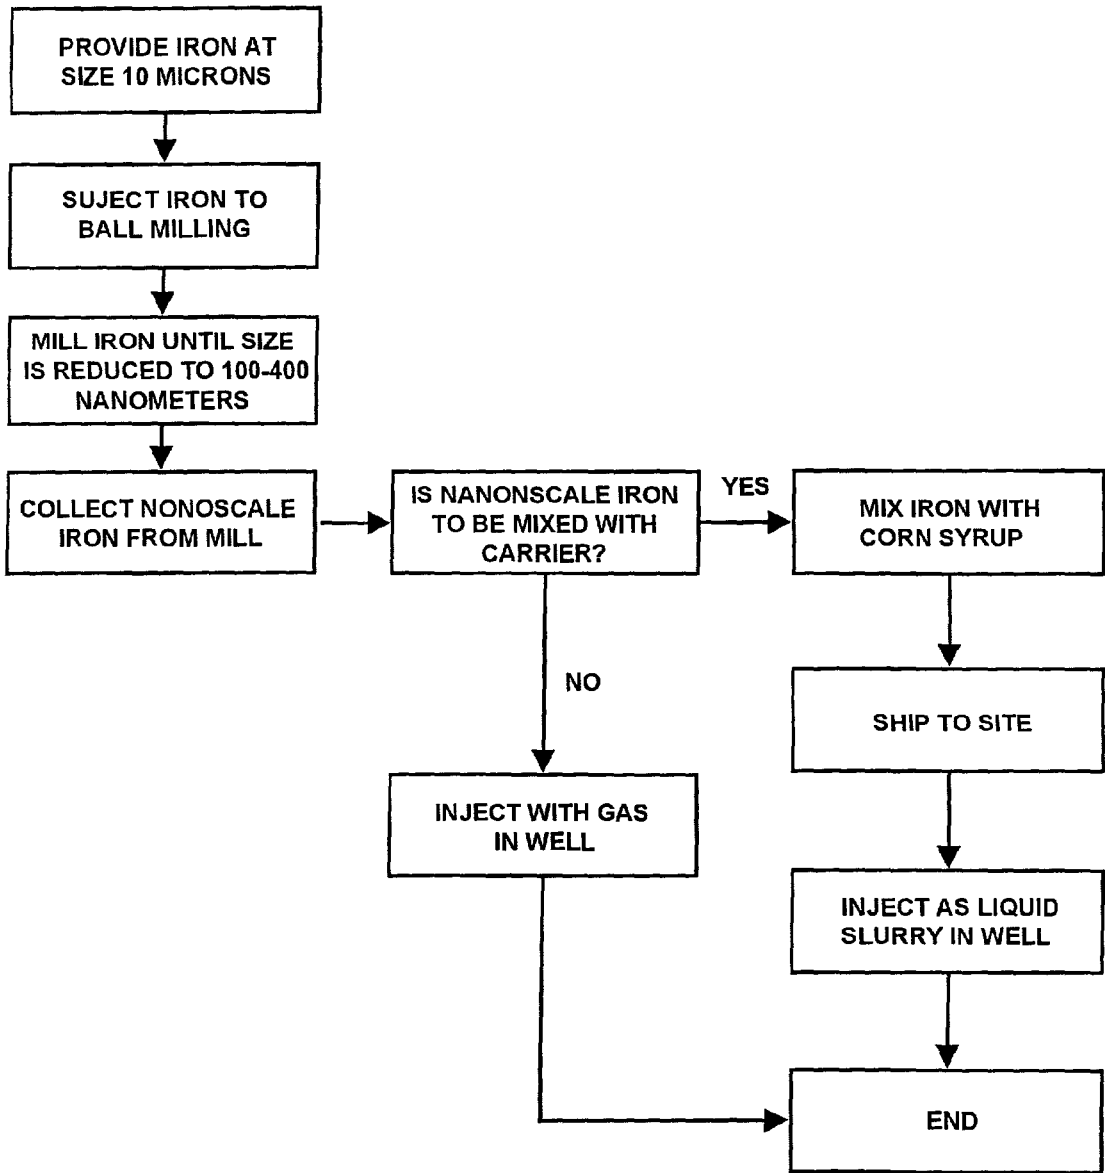 PROVIDE IRON AT
SIZE 10 MICRONS
SUJECT IRON TO
BALL MILLING
MILL IRON UNTIL SIZE
IS REDUCED TO 100-400
NANOMETERS
COLLECT NONOSCALE
IRON FROM MILL
IS NANONSCALE IRON
TO BE MIXED WITH
CARRIER?
YES
MIX IRON WITH
CORN SYRUP
NO
SHIP TO SITE
INJECT WITH GAS
IN WELL
INJECT AS LIQUID
SLURRY IN WELL
END